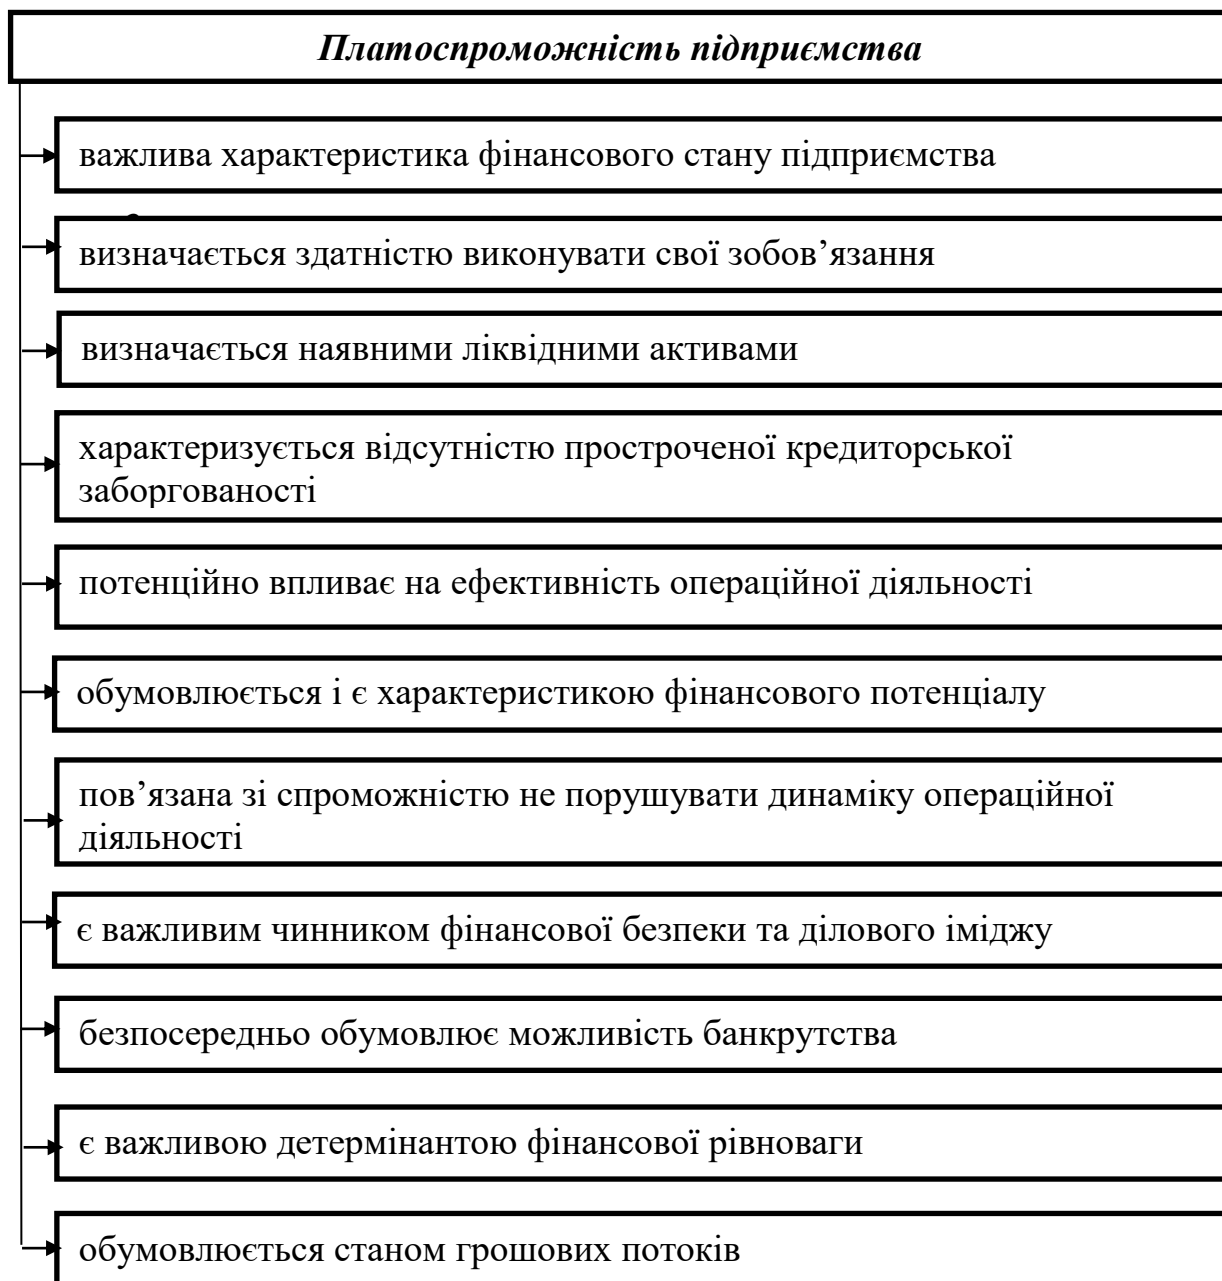 Платоспроможність підприємства
важлива характеристика фінансового стану підприємства
визначається здатністю виконувати свої зобов’язання
визначається наявними ліквідними активами
характеризується відсутністю простроченої кредиторської
заборгованості
потенційно впливає на ефективність операційної діяльності
обумовлюється і є характеристикою фінансового потенціалу
пов’язана зі спроможністю не порушувати динаміку операційної
діяльності
є важливим чинником фінансової безпеки та ділового іміджу
безпосередньо обумовлює можливість банкрутства
є важливою детермінантою фінансової рівноваги
обумовлюється станом грошових потоків